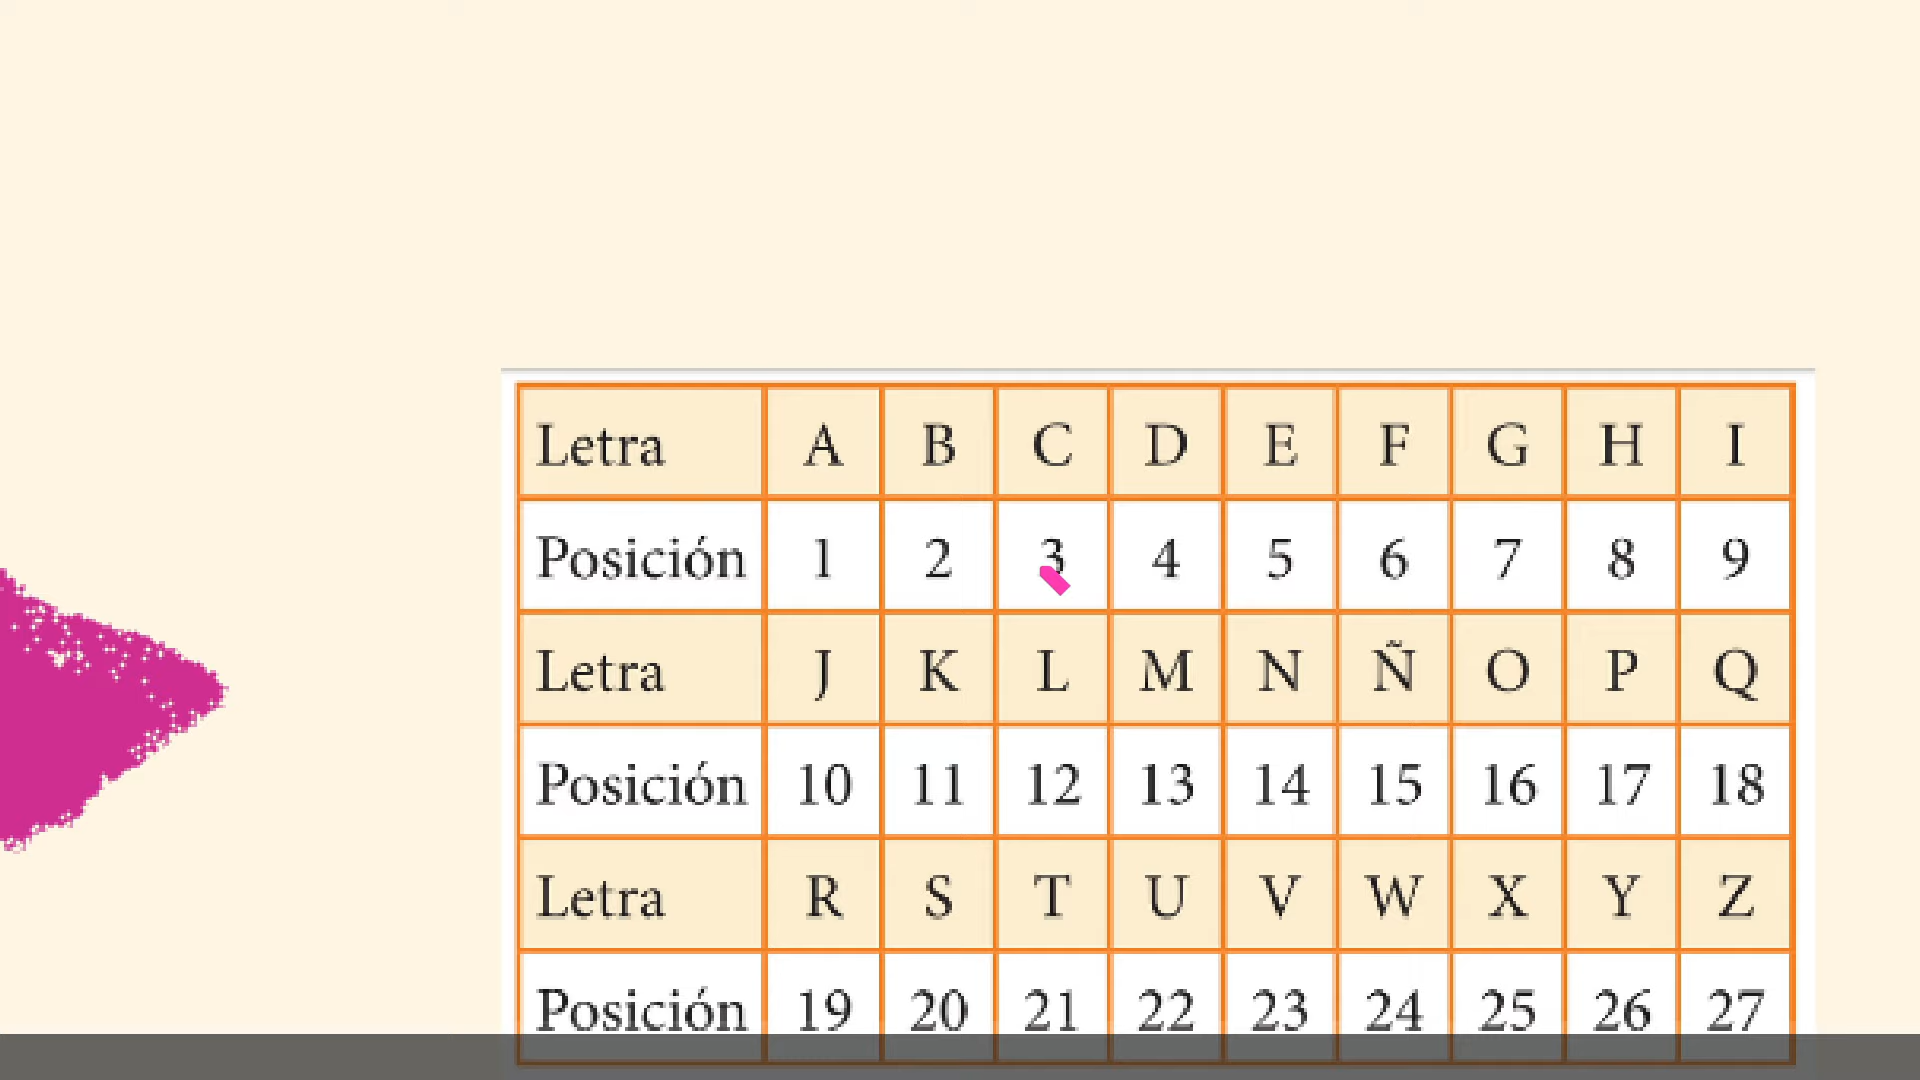 Letra A B C D E F G H I
Posición 1 2 3 4 5 6 7 8 9
Letra J K L M N Ñ O P Q
Posición 10 11 12 13 14 15 16 17 18
Letra R S T U V W X Y Z
Posición 19 20 21 22 23 24 25 26 27